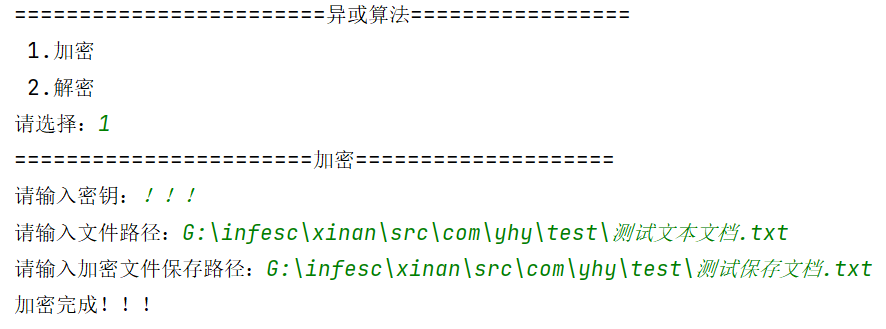 ========================异或算法=================
1.加密
2.解密
请选择：1
=======================加密====================
请输入密钥：！！！
请输入文件路径：G:\infesc\xinan\src\com\yhy\test\测试文本文档.txt
请输入加密文件保存路径：G:\infesc\xinan\src\com\yhy\test\测试保存文档.txt
加密完成！！！